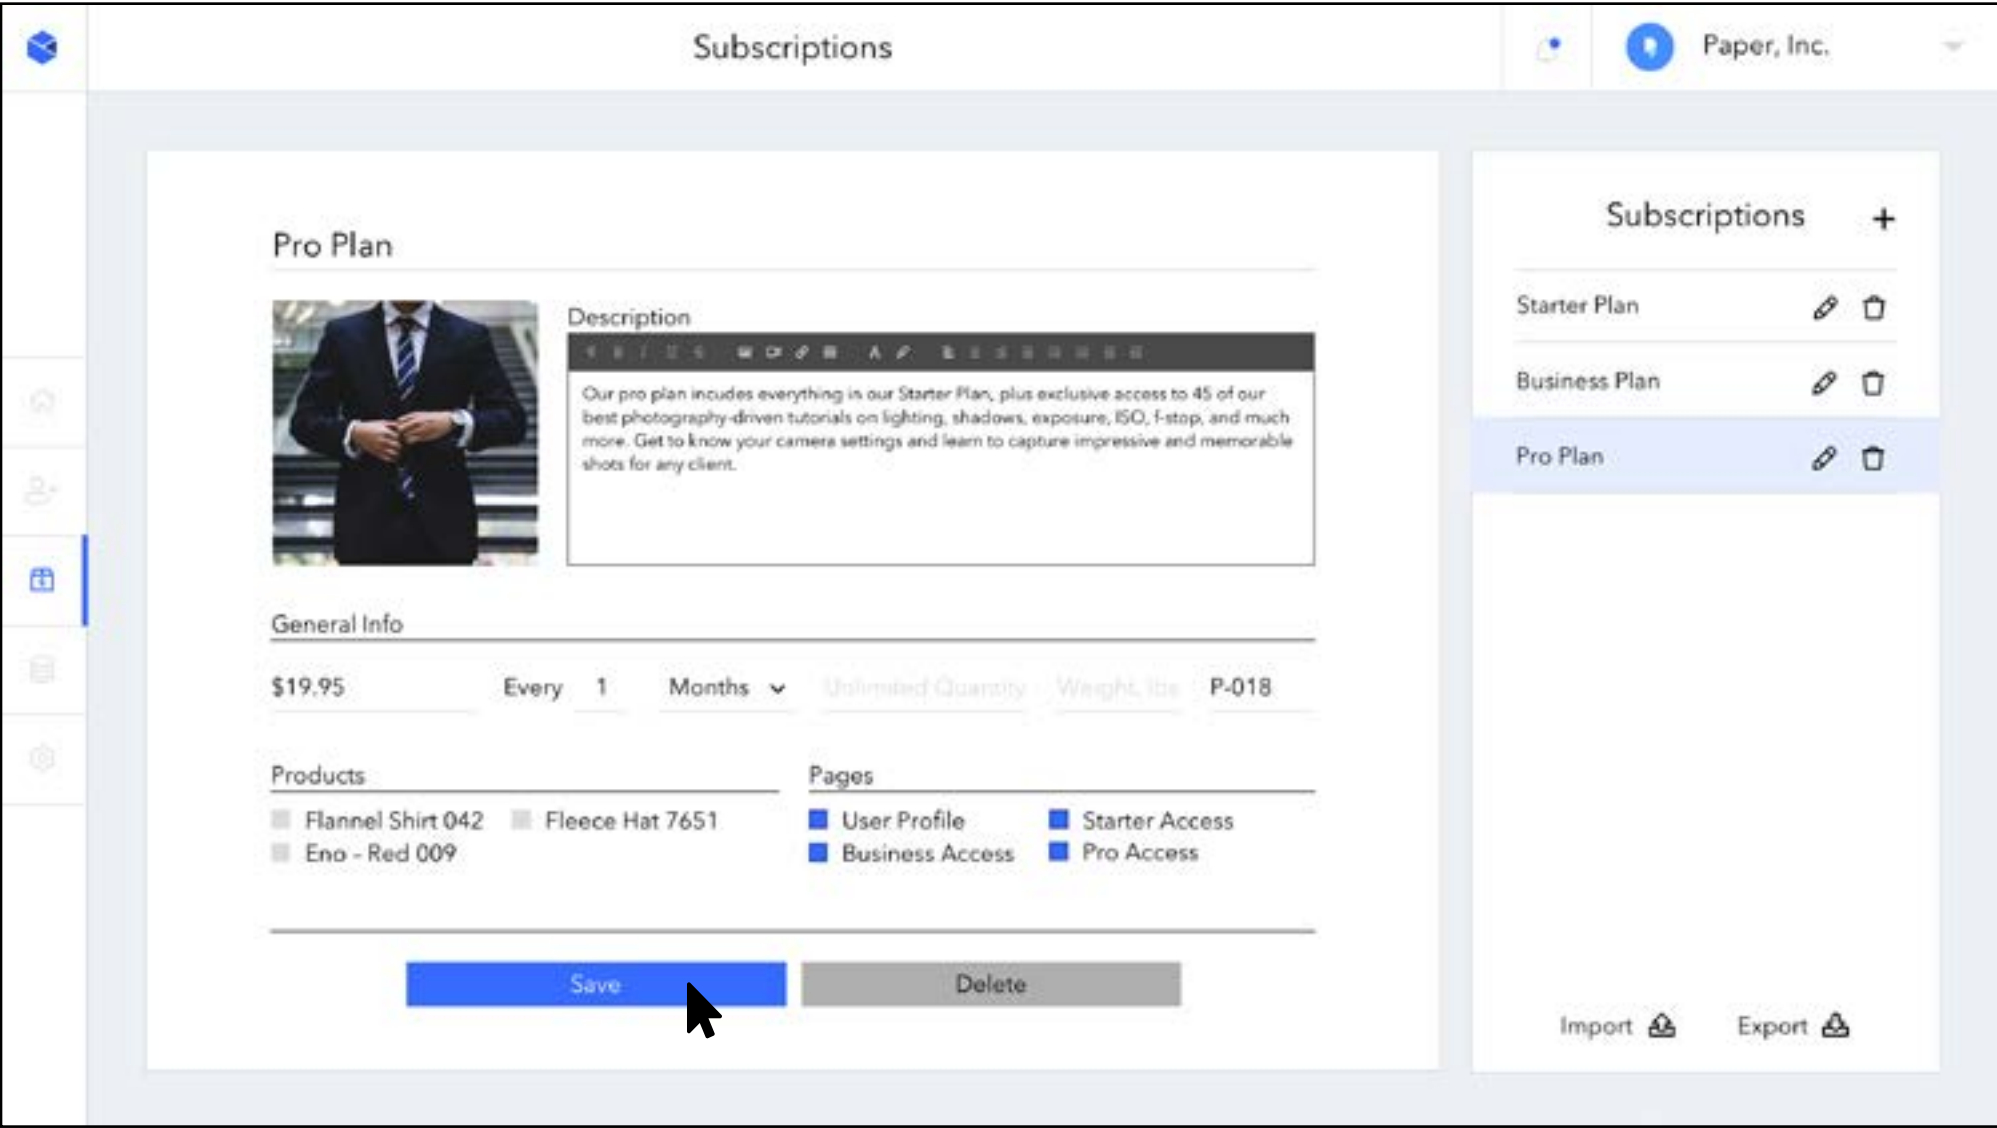 Subscriptions
Paper, Inc.
Pro Plan
Description
Our pro plan incudes everything in our Starter Plan, plus exclusive access to 45 of our
best photography-driven tutorials on lighting, shadows, exposure, ISO, f-stop, and much
more. Get to know your camera settings and learn to capture impressive and memorable
shots for any client.
General Info
$19.95 Every 1 Months Unlimited Quantity Weight, lbs P-018
Products
Flannel Shirt 042 Fleece Hat 7651
Eno - Red 009
Pages
User Profile Starter Access
Business Access Pro Access
Save Delete
Subscriptions +
Starter Plan
Business Plan
Pro Plan
Import Export